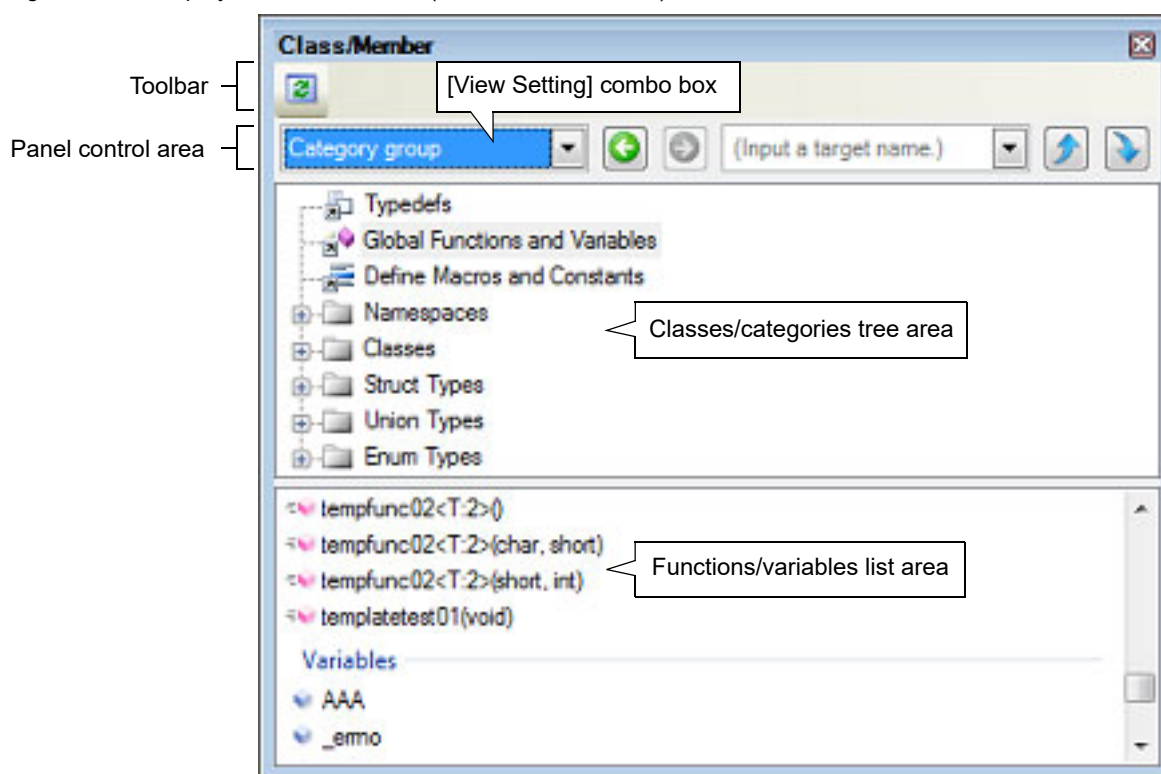 Class/Member
Toolbar
[View Setting] combo box
Panel control area
Category group
(Input a target name.)
Typedefs
Global Functions and Variables
Define Macros and Constants
Namespaces
Classes/categories tree area
Classes
Struct Types
Union Types
Enum Types
tempfunc02<T:2>()
tempfunc02<T:2>(char, short)
Functions/variables list area
tempfunc02<T:2>(short, int)
templatetest01(void)
Variables
AAA
_errno